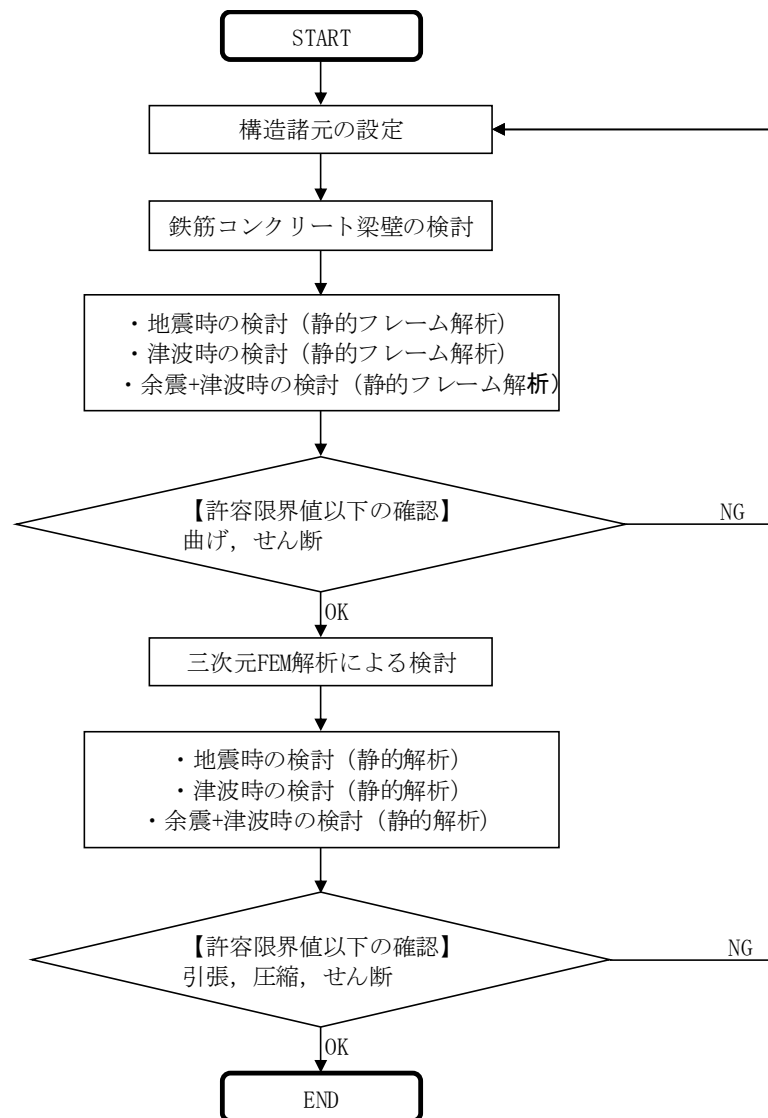 START
構造諸元の設定
鉄筋コンクリート梁壁の検討
・地震時の検討（静的フレーム解析）
・津波時の検討（静的フレーム解析）
・余震+津波時の検討（静的フレーム解析）
【許容限界値以下の確認】
曲げ，せん断
NG
OK
三次元FEM解析による検討
・地震時の検討（静的解析）
・津波時の検討（静的解析）
・余震+津波時の検討（静的解析）
【許容限界値以下の確認】
引張，圧縮，せん断
NG
OK
END